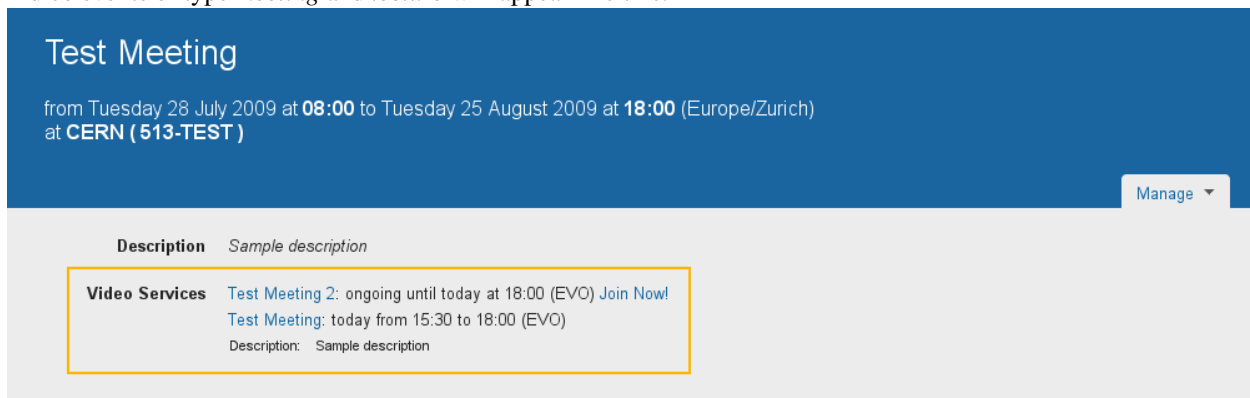 Test Meeting
from Tuesday 28 July 2009 at 08:00 to Tuesday 25 August 2009 at 18:00 (Europe/Zurich)
at CERN ( 513-TEST )
Manage
Description Sample description
Video Services Test Meeting 2: ongoing until today at 18:00 (EVO) Join Now!
Test Meeting: today from 15:30 to 18:00 (EVO)
Description: Sample description